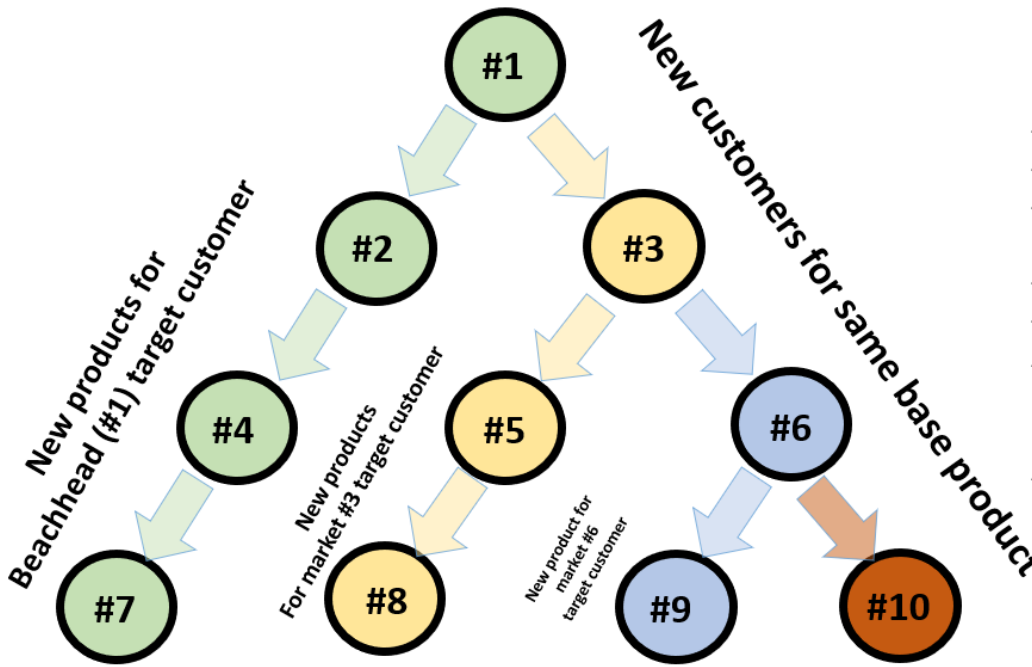 #1
New customers for same base product
#2
#3
New products for
Beachhead (#1) target customer
#4
New products
For market #3 target customer
#5
#6
New product for
market #6
target customer
#7
#8
#9
#10